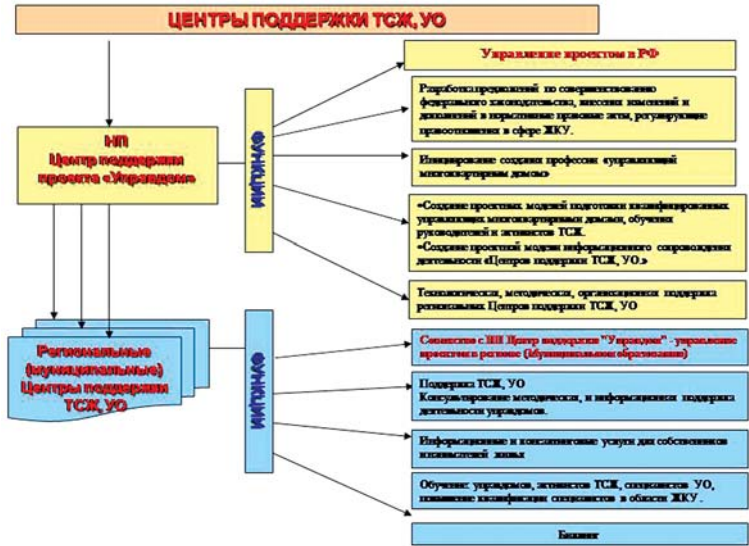 ЦЕНТРЫ ПОДДЕРЖКИ ТСЖ, УО
Управление проектом в РФ
Разработка предложений по совершенствованию
федерального законодательства, внесения изменений и
дополнений в нормативные правовые акты, регулирующие
правоотношения в сфере ЖКУ.
НП
Центр поддержки
проекта «Управдом»
ФУНКЦИИ
Инициирование создания профессии «управляющий
многоквартирным домом»
«Создание проектных моделей подготовки квалифицированных
управляющих многоквартирными домами, обучения
руководителей и активистов ТСЖ.
«Создание проектной модели информационного сопровождения
деятельности «Центров поддержки ТСЖ, УО.»
Технологическая, методическая, организационная поддержка
региональных Центров поддержки ТСЖ, УО
Региональные
(муниципальные)
Центры поддержки
ТСЖ, УО
ФУНКЦИИ
Совместно с НП Центр поддержки "Управдом" - управление
проектом в регионе (Муниципальном образовании)
Поддержка ТСЖ, УО
Консультирование методическая, и информационная поддержка
деятельности управдомов.
Информационные и консалтинговые услуги для собственников
и нанимателей жилья
Обучение: управдомов, активистов ТСЖ, специалистов УО,
повышение квалификации специалистов в области ЖКУ.
Билинг